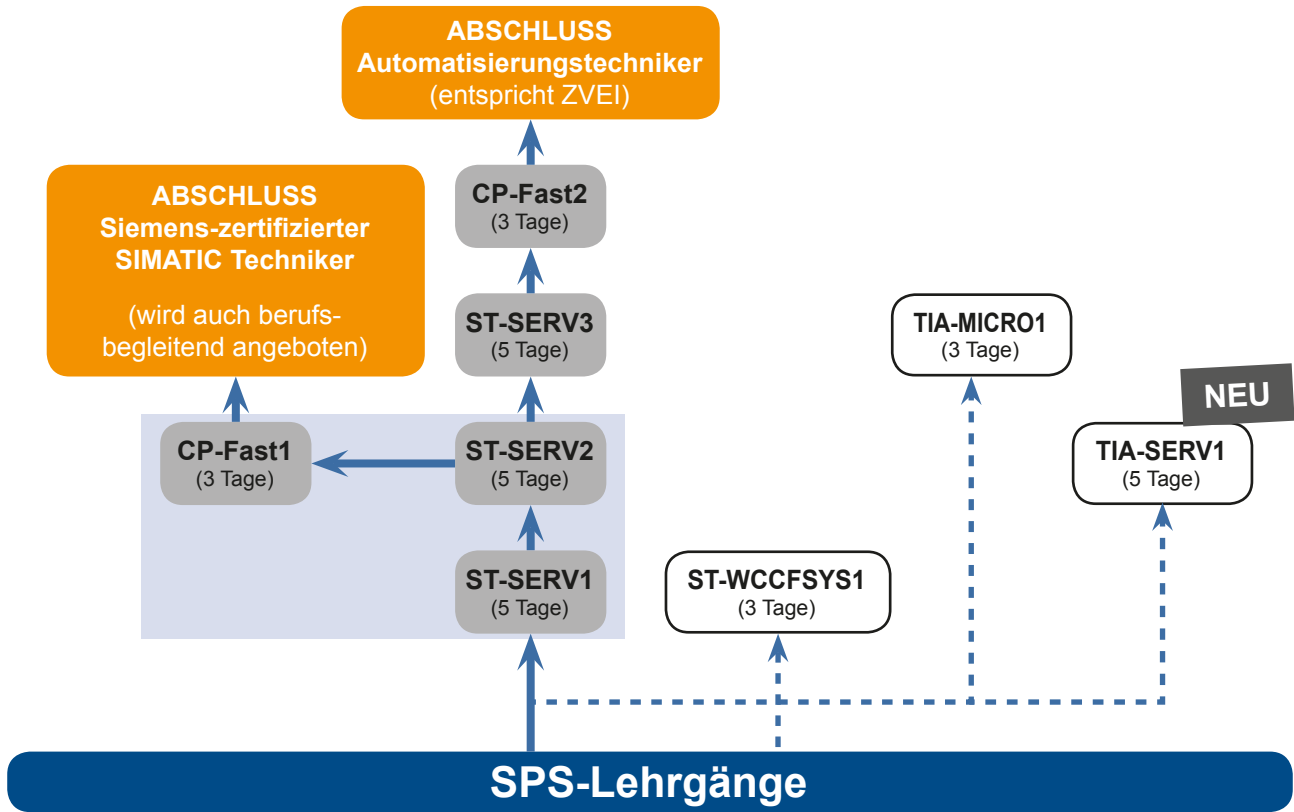 ABSCHLUSS
Automatisierungstechniker
(entspricht ZVEI)
ABSCHLUSS
Siemens-zertifizierter
SIMATIC Techniker
(wird auch berufs-
begleitend angeboten)
CP-Fast2
(3 Tage)
ST-SERV3
(5 Tage)
TIA-MICRO1
(3 Tage)
NEU
CP-Fast1
(3 Tage)
ST-SERV2
(5 Tage)
TIA-SERV1
(5 Tage)
ST-SERV1
(5 Tage)
ST-WCCFSYS1
(3 Tage)
SPS-Lehrgänge